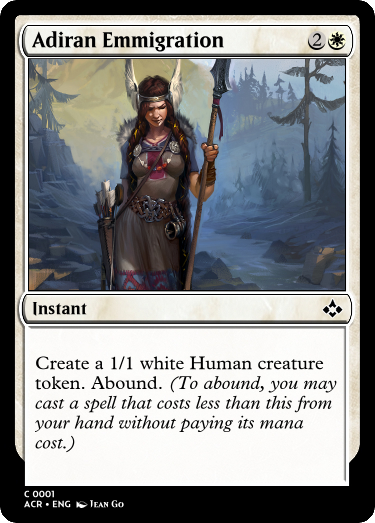 Adiran Emmigration 2
Instant
Create a 1/1 white Human creature
token. Abound. (To abound, you may
cast a spell that costs less than this from
your hand without paying its mana
cost.)
C 0001
ACR • ENG Jean Go